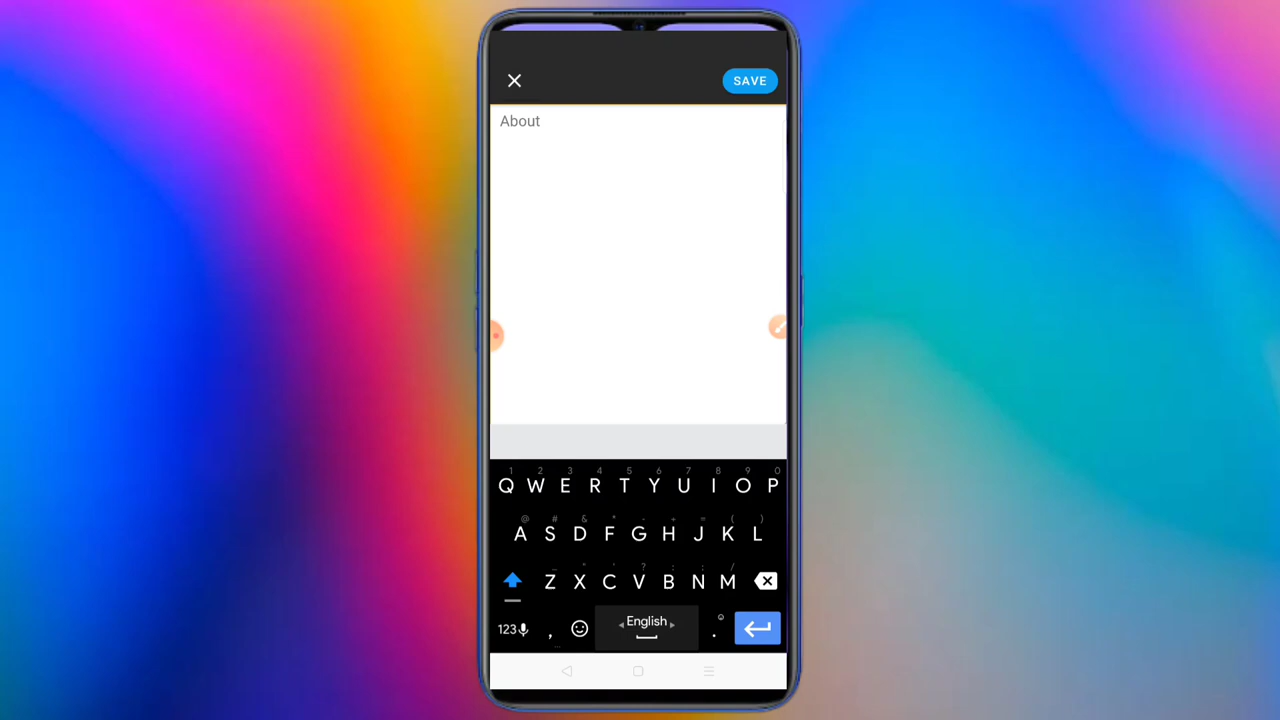 SAVE
About
1 2 3 4 5 6 7 8 9 0
Q W E R T Y U I O P
@ # & * - + = ( )
A S D F G H J K L
Z X C V B N M
123 , English .